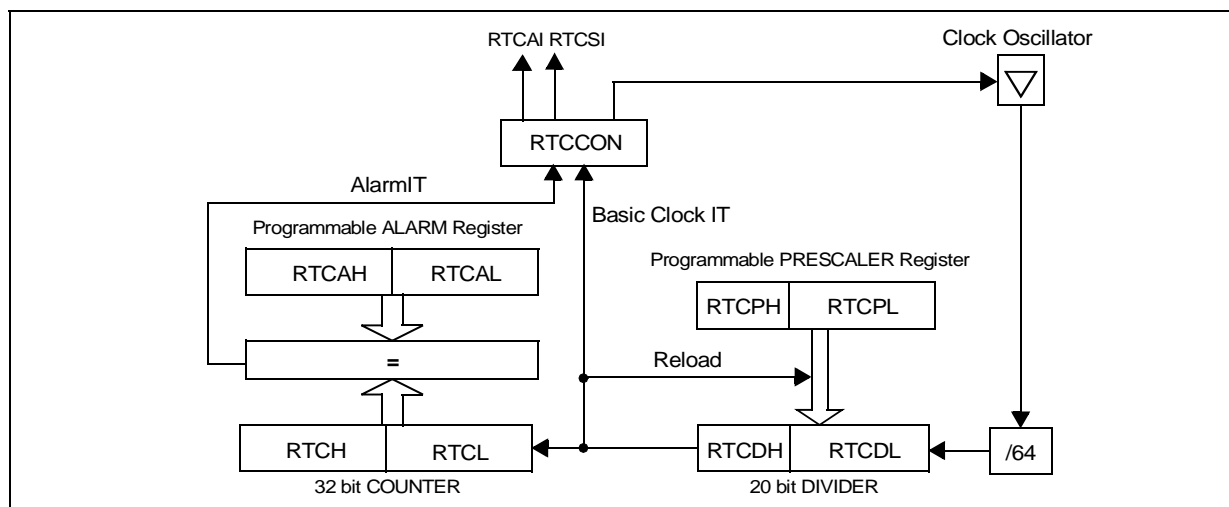 Clock Oscillator
RTCAI RTCSI
RTCCON
AlarmIT
Basic Clock IT
Programmable ALARM Register
RTCAH RTCAL
Programmable PRESCALER Register
RTCPH RTCPL
=
Reload
RTCH RTCL
RTCDH RTCDL
/64
32 bit COUNTER
20 bit DIVIDER